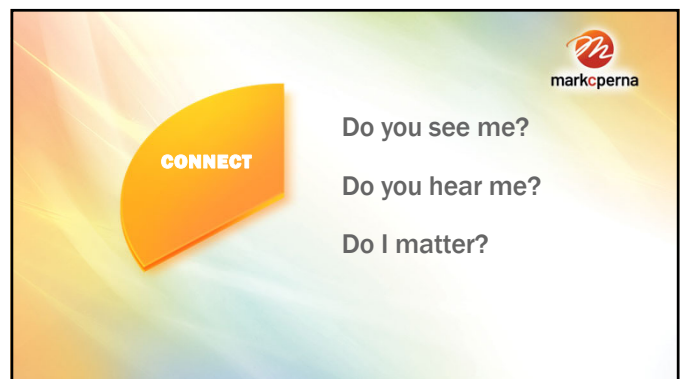 markcperna
CONNECT
Do you see me?
Do you hear me?
Do I matter?